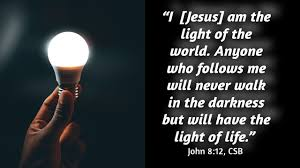 “I  [Jesus] am the
light of the
world. Anyone
who follows me
will never walk
in the darkness
but will have the
light of life.”
John 8:12, CSB